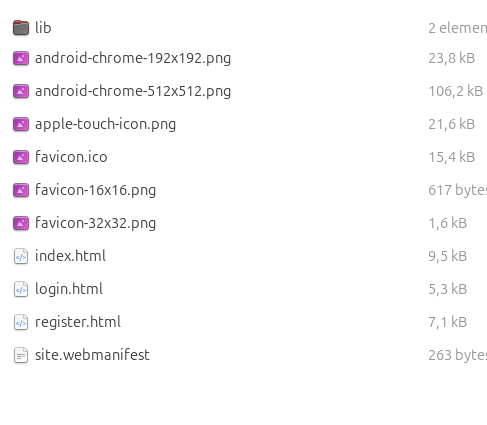 lib 2 elemen
android-chrome-192x192.png 23,8 kB
android-chrome-512x512.png 106,2 kB
apple-touch-icon.png 21,6 kB
favicon.ico 15,4 kB
favicon-16x16.png 617 bytes
favicon-32x32.png 1,6 kB
index.html 9,5 kB
login.html 5,3 kB
register.html 7,1 kB
site.webmanifest 263 bytes